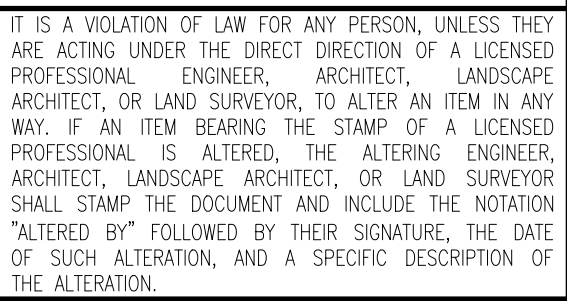 IT IS A VIOLATION OF LAW FOR ANY PERSON, UNLESS THEY
ARE ACTING UNDER THE DIRECT DIRECTION OF A LICENSED
PROFESSIONAL ENGINEER, ARCHITECT, LANDSCAPE
ARCHITECT, OR LAND SURVEYOR, TO ALTER AN ITEM IN ANY
WAY. IF AN ITEM BEARING THE STAMP OF A LICENSED
PROFESSIONAL IS ALTERED, THE ALTERING ENGINEER,
ARCHITECT, LANDSCAPE ARCHITECT, OR LAND SURVEYOR
SHALL STAMP THE DOCUMENT AND INCLUDE THE NOTATION
"ALTERED BY" FOLLOWED BY THEIR SIGNATURE, THE DATE
OF SUCH ALTERATION, AND A SPECIFIC DESCRIPTION OF
THE ALTERATION.